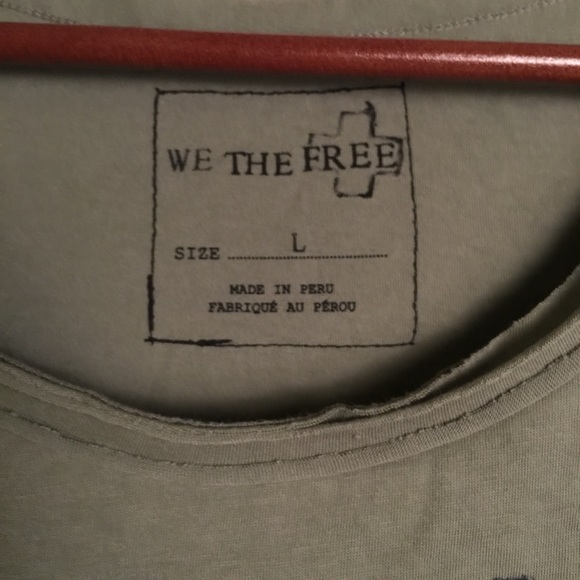 WE THE FREE
SIZE L
MADE IN PERU
FABRIQUÉ AU PÉROU